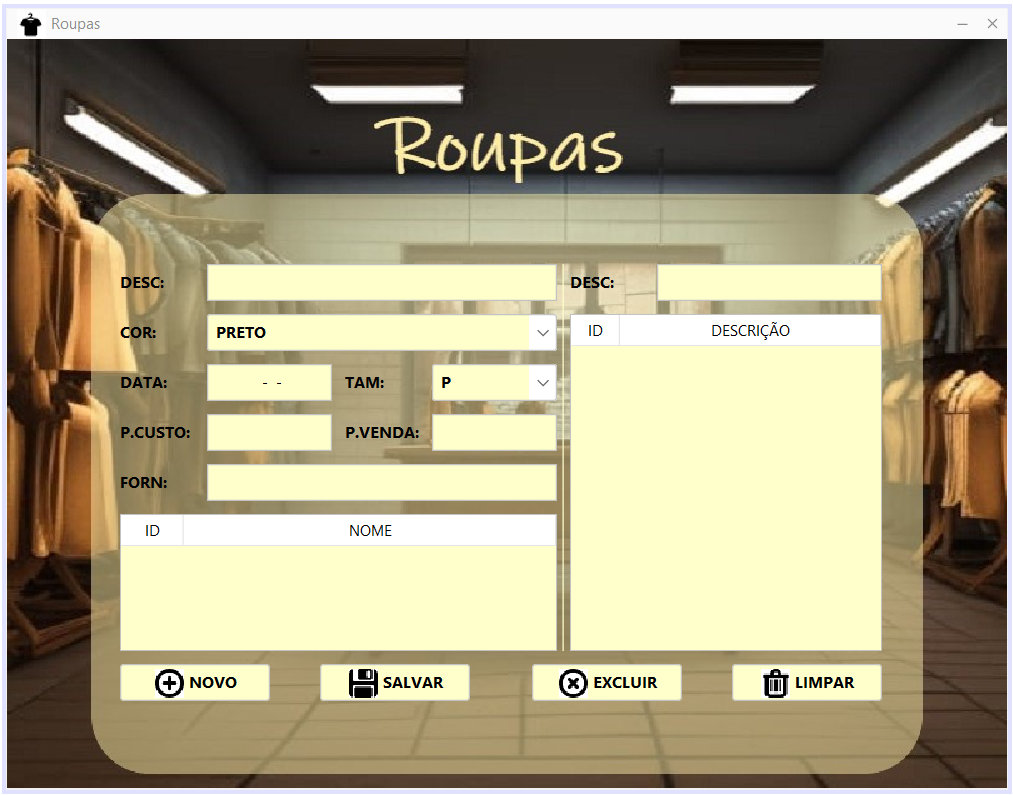 Roupas
Roupas
DESC:
COR: PRETO
DATA: - - TAM: P
P.CUSTO: P.VENDA:
FORN:
ID NOME
DESC:
ID DESCRIÇÃO
NOVO SALVAR EXCLUIR LIMPAR